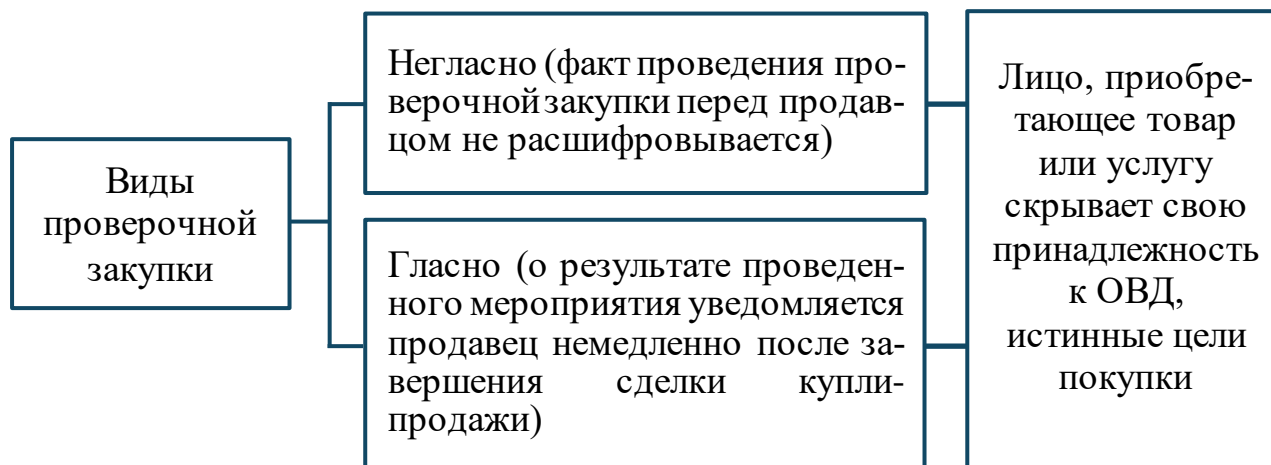 Виды
проверочной
закупки
Негласно (факт проведения про-
верочной закупки перед продав-
цом не расшифровывается)
Гласно (о результате проведен-
ного мероприятия уведомляется
продавец немедленно после за-
вершения сделки купли-
продажи)
Лицо, приобре-
тающее товар
или услугу
скрывает свою
принадлежность
к ОВД,
истинные цели
покупки